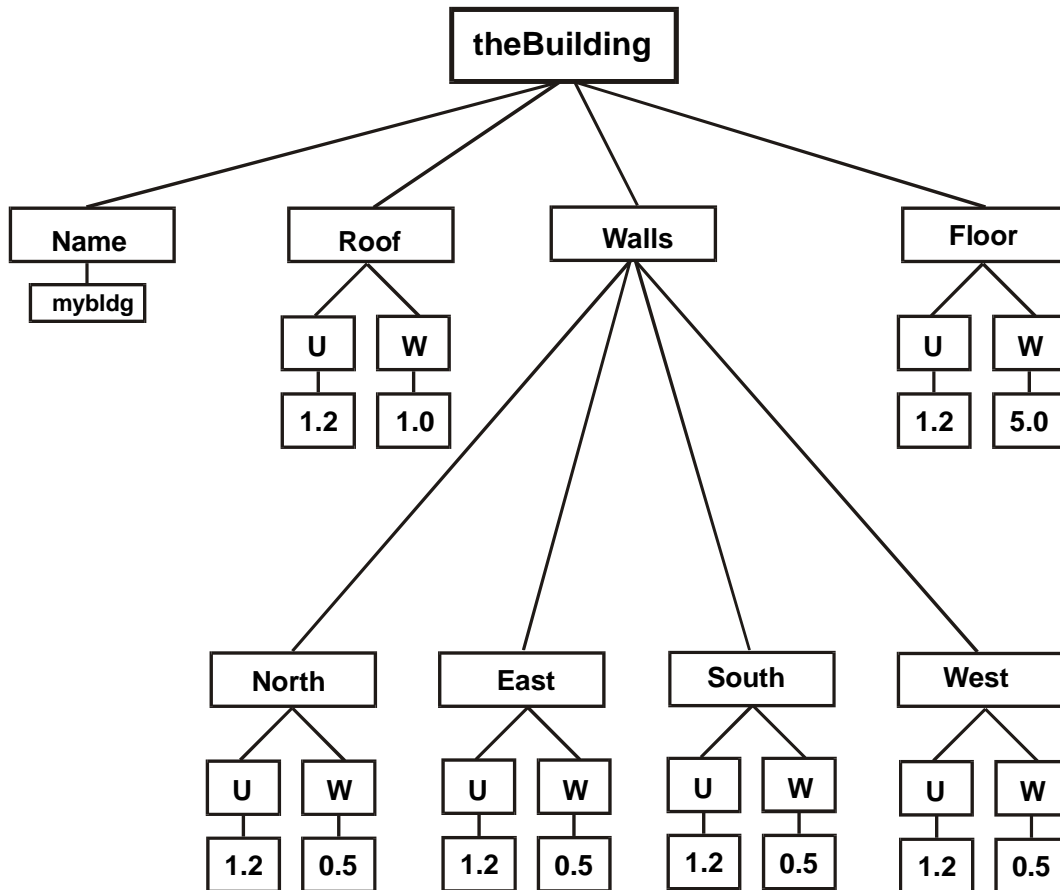 theBuilding
Name
Roof
Walls
Floor
mybldg
U
W
U
W
1.2
1.0
1.2
5.0
North
East
South
West
U
W
U
W
U
W
U
W
1.2
0.5
1.2
0.5
1.2
0.5
1.2
0.5